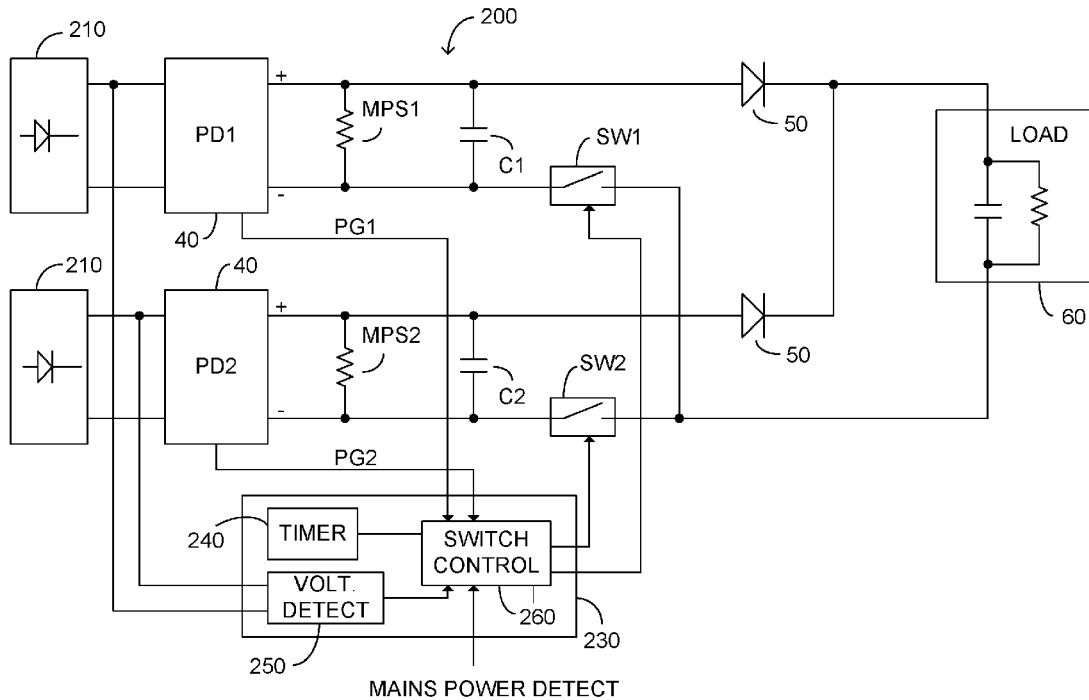 210
200
+
PD1
MPS1
C1
SW1
50
LOAD
-
40
PG1
210
40
60
+
PD2
MPS2
C2
SW2
50
-
PG2
240
TIMER
SWITCH
CONTROL
VOLT.
DETECT
260
230
250
MAINS POWER DETECT